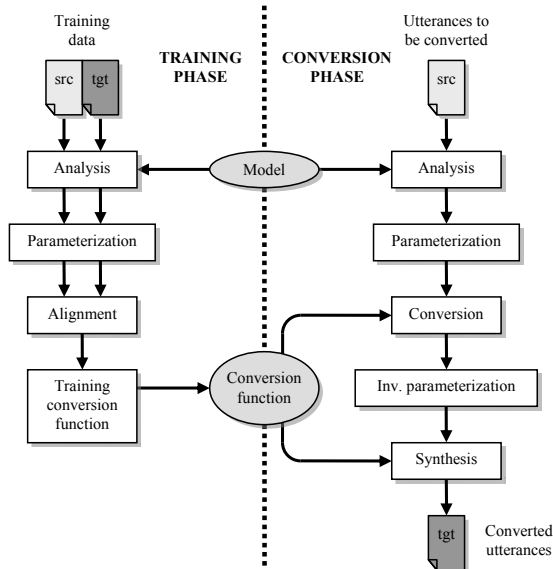 Training
data
src
tgt
TRAINING
PHASE
Analysis
Parameterization
Alignment
Training
conversion
function
Model
Conversion
function
CONVERSION
PHASE
Utterances to
be converted
src
Analysis
Parameterization
Conversion
Inv. parameterization
Synthesis
tgt
Converted
utterances